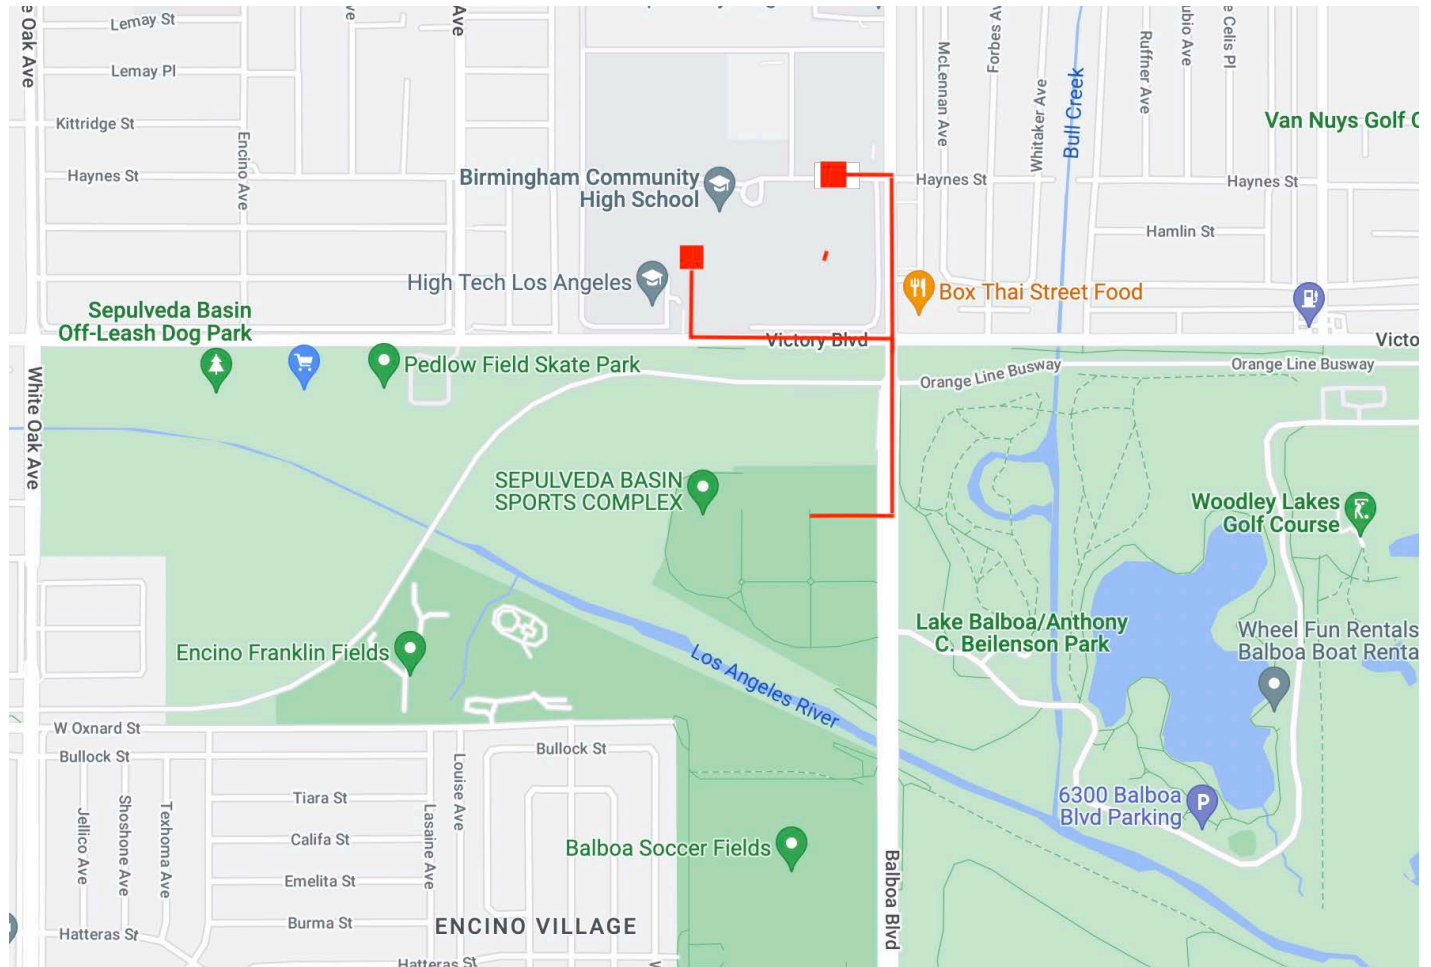 Lemay St
Lemay Pl
Kittridge St
Haynes St
Encino Ave
Ave
Oak Ave
Birmingham Community
High School
High Tech Los Angeles
McLennan Ave
Whitaker Ave
Bull Creek
Ruffner Ave
Van Nuys Golf
Haynes St
Haynes St
Hamlin St
Box Thai Street Food
Sepulveda Basin
Off-Leash Dog Park
Pedlow Field Skate Park
Victory Blvd
Victo
Orange Line Busway
Orange Line Busway
White Oak Ave
SEPULVEDA BASIN
SPORTS COMPLEX
Woodley Lakes
Golf Course
Lake Balboa/Anthony
C. Beilenson Park
Wheel Fun Rentals
Balboa Boat Renta
Encino Franklin Fields
Los Angeles River
W Oxnard St
Bullock St
Bullock St
Tiara St
Califa St
Emelita St
Burma St
Hatteras St
Hatteras St
Jellico Ave
Shoshone Ave
Texhoma Ave
Lasaine Ave
Louise Ave
6300 Balboa
Blvd Parking
P
Balboa Soccer Fields
Balboa Blvd
ENCINO VILLAGE